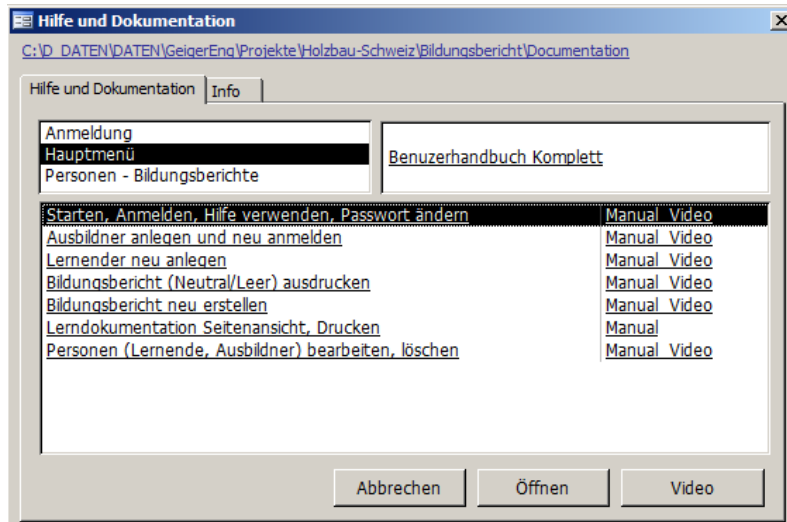 Hilfe und Dokumentation
C:\D_DATEN\DATEN\GeigerEng\Projekte\Holzbau-Schweiz\Bildungsbericht\Documentation
Hilfe und Dokumentation Info
Anmeldung
Hauptmenü
Personen - Bildungsberichte
Benuzerhandbuch Komplett
Starten, Anmelden, Hilfe verwenden, Passwort ändern Manual Video
Ausbildner anlegen und neu anmelden Manual Video
Lernender neu anlegen Manual Video
Bildungsbericht (Neutral/Leer) ausdrucken Manual Video
Bildungsbericht neu erstellen Manual Video
Lerndokumentation Seitenansicht, Drucken Manual
Personen (Lernende, Ausbildner) bearbeiten, löschen Manual Video
Abbrechen Öffnen Video